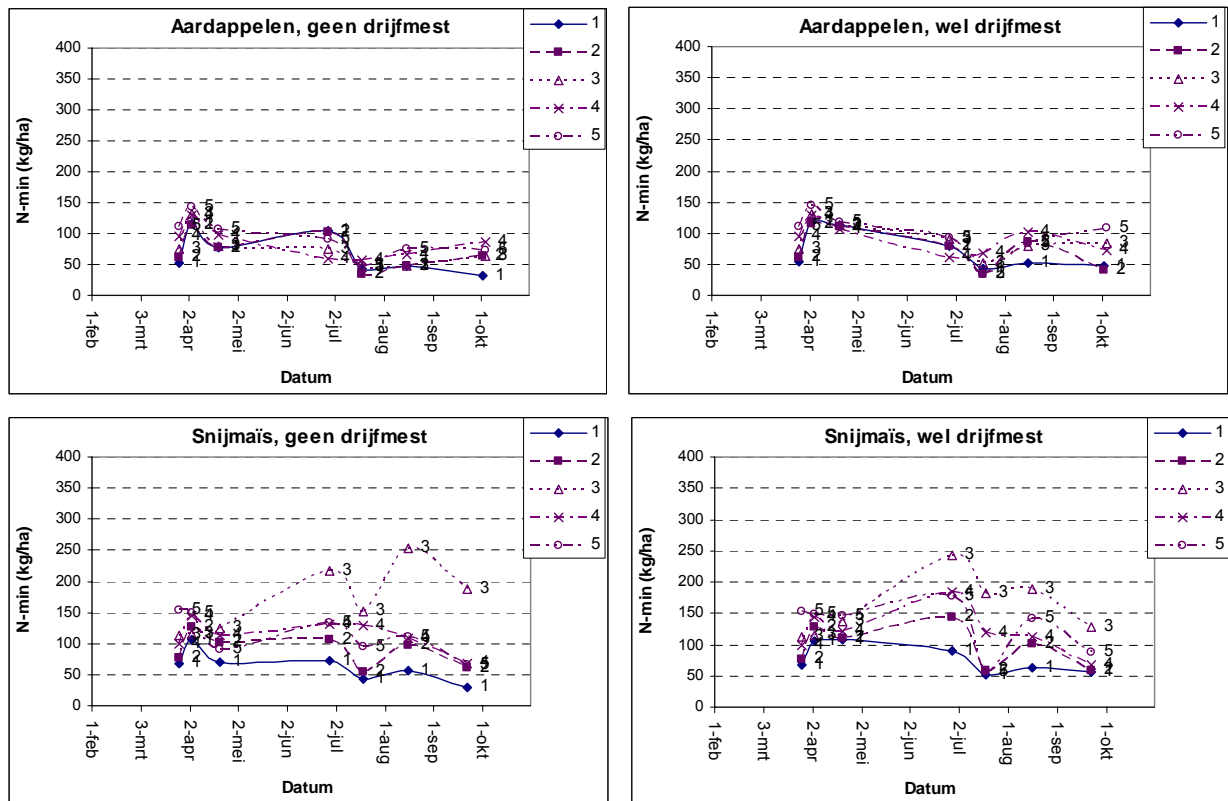 Aardappelen, geen drijfmest
400
350
300
250
200
150
100
50
0
N-min (kg/ha)
1-feb
3-mrt
2-apr
2-mei
2-jun
2-jul
1-aug
1-sep
1-okt
Datum
1
2
3
4
5
Aardappelen, wel drijfmest
400
350
300
250
200
150
100
50
0
N-min (kg/ha)
1-feb
3-mrt
2-apr
2-mei
2-jun
2-jul
1-aug
1-sep
1-okt
Datum
1
2
3
4
5
Snijmaïs, geen drijfmest
400
350
300
250
200
150
100
50
0
N-min (kg/ha)
1-feb
3-mrt
2-apr
2-mei
2-jun
2-jul
1-aug
1-sep
1-okt
Datum
1
2
3
4
5
Snijmaïs, wel drijfmest
400
350
300
250
200
150
100
50
0
N-min (kg/ha)
1-feb
3-mrt
2-apr
2-mei
2-jun
2-jul
1-aug
1-sep
1-okt
Datum
1
2
3
4
5